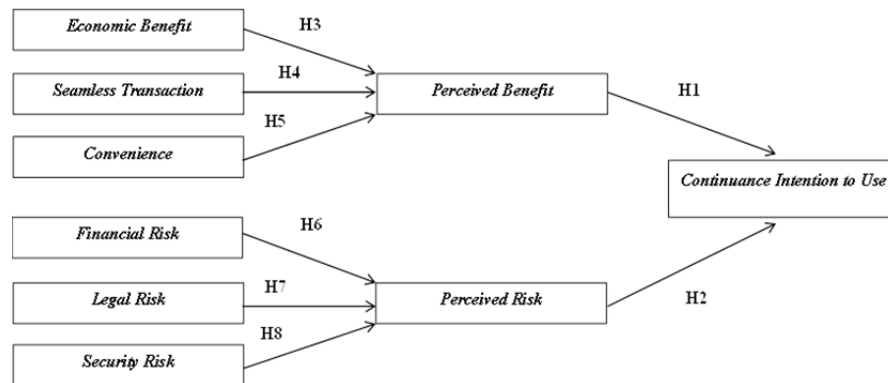 Economic Benefit
H3
Seamless Transaction
H4
Perceived Benefit
H1
H5
Convenience
Continuance Intention to Use
Financial Risk
H6
Legal Risk
H7
Perceived Risk
H2
H8
Security Risk